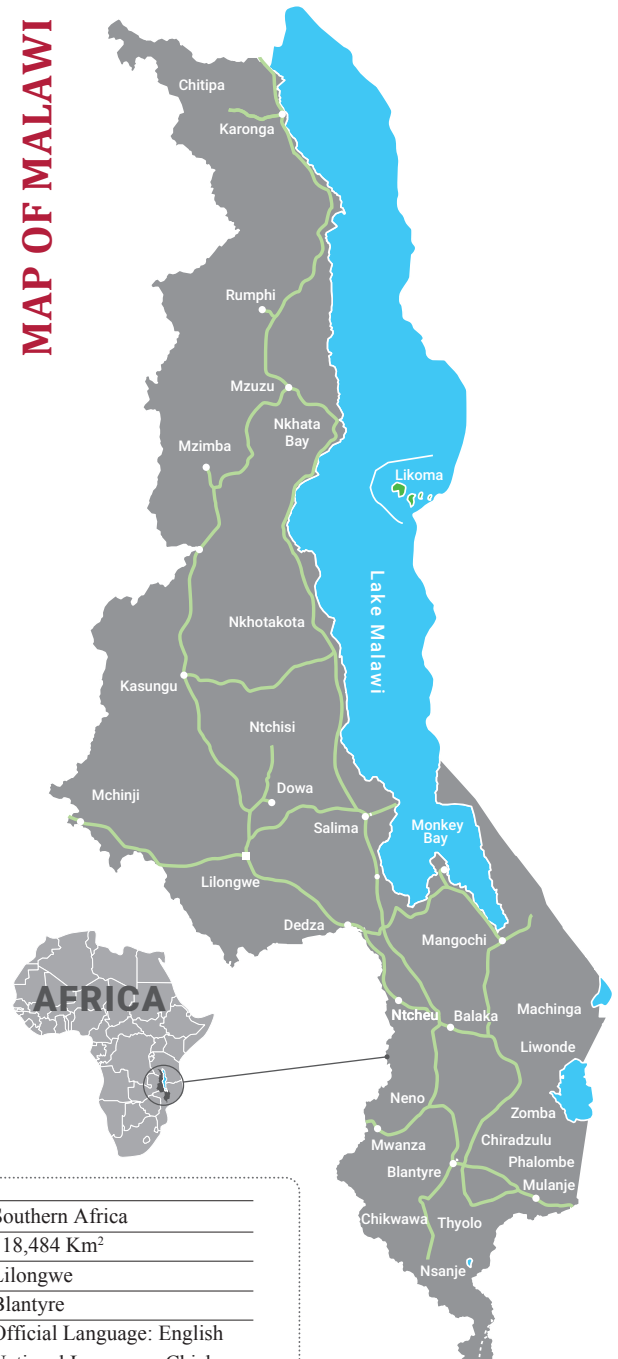 MAP OF MALAWI
Chitipa
Karonga
Rumphi
Mzuzu
Nkhata
Bay
Mzimba
Likoma
Lake Malawi
Nkhotakota
Kasungu
Ntchisi
Dowa
Mchinji
Salima
Monkey
Bay
Lilongwe
Dedza
Mangochi
AFRICA
Ntcheu
Balaka
Machinga
Liwonde
Neno
Zomba
Mwanza
Chiradzulu
Blantyre
Phalombe
Mulanje
Chikwawa
Thyolo
Nsanje
Southern Africa
18,484 Km²
Lilongwe
Blantyre
Official Language: English